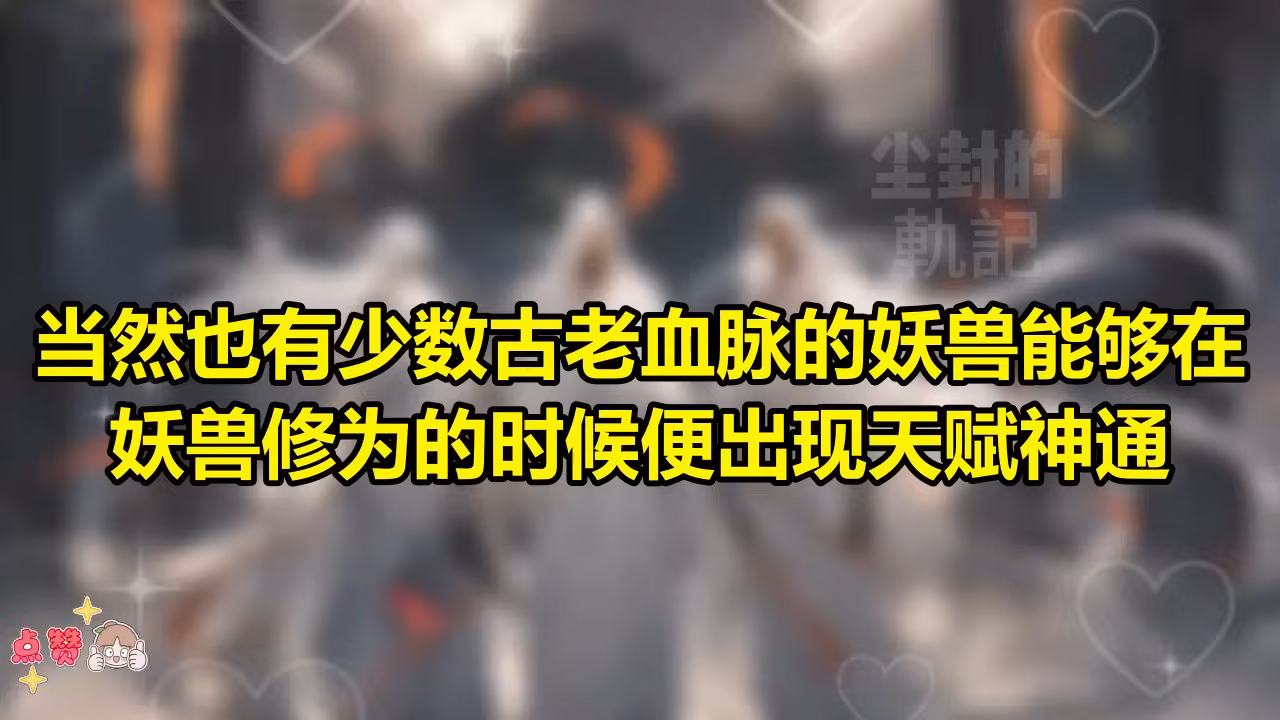 尘封的
軌記
当然也有少数古老血脉的妖兽能够在
妖兽修为的时候便出现天赋神通
点赞